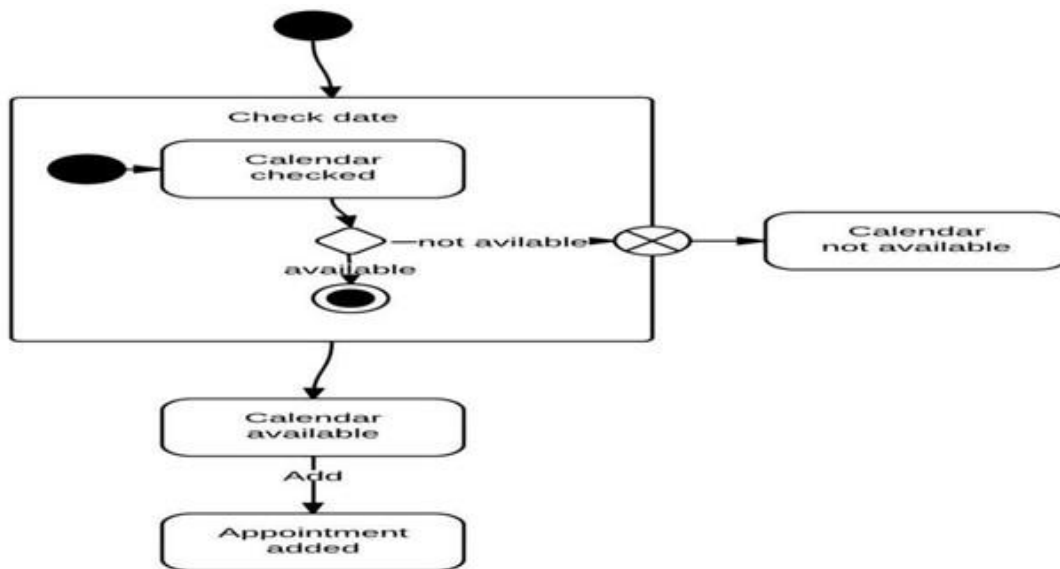 Check date
Calendar
checked
not avilable
available
Calendar
not available
Calendar
available
Add
Appointment
added